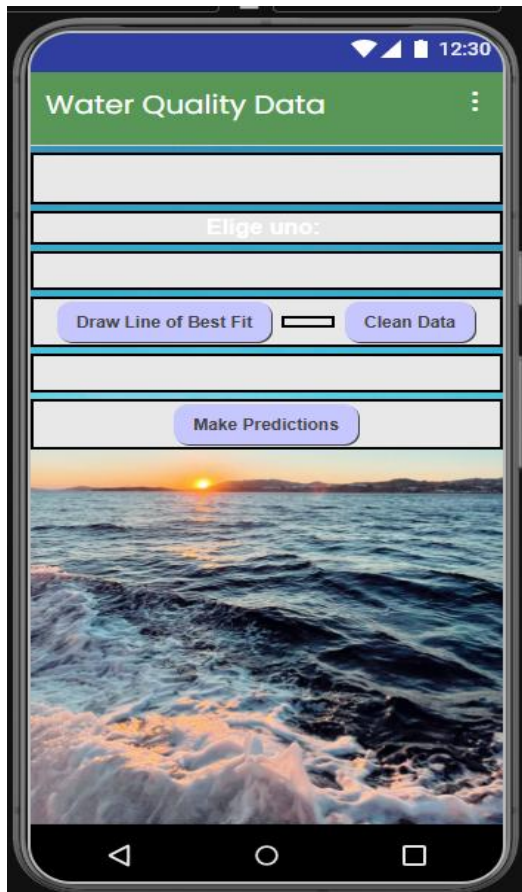 12:30
Water Quality Data
Elige uno:
Draw Line of Best Fit Clean Data
Make Predictions